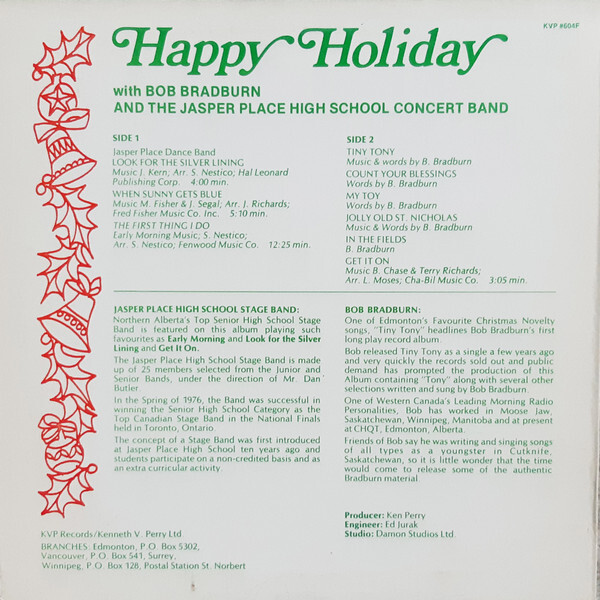 KVP #604F
Happy Holiday
with BOB BRADBURN
AND THE JASPER PLACE HIGH SCHOOL CONCERT BAND
SIDE 1
Jasper Place Dance Band
LOOK FOR THE SILVER LINING
Music J. Kern; Arr. S. Nestico; Hal Leonard
Publishing Corp. 4:00 min.
WHEN SUNNY GETS BLUE
Music M. Fisher & J. Segal; Arr. J. Richards;
Fred Fisher Music Co. Inc. 5:10 min.
THE FIRST THING I DO
Early Morning Music; S. Nestico;
Arr. S. Nestico; Fenwood Music Co. 12:25 min.
SIDE 2
TINY TONY
Music & words by B. Bradburn
COUNT YOUR BLESSINGS
Words by B. Bradburn
MY TOY
Words by B. Bradburn
JOLLY OLD ST. NICHOLAS
Music & Words by B. Bradburn
IN THE FIELDS
B. Bradburn
GET IT ON
Music B. Chase & Terry Richards;
Arr. L. Moses; Cha-Bil Music Co. 3:05 min.
JASPER PLACE HIGH SCHOOL STAGE BAND:
Northern Alberta's Top Senior High School Stage
Band is featured on this album playing such
favourites as Early Morning and Look for the Silver
Lining and Get It On.
The Jasper Place High School Stage Band is made
up of 25 members selected from the Junior and
Senior Bands, under the direction of Mr. Dan
Butler.
In the Spring of 1976, the Band was successful in
winning the Senior High School Category as the
Top Canadian Stage Band in the National Finals
held in Toronto, Ontario.
The concept of a Stage Band was first introduced
at Jasper Place High School ten years ago and
students participate on a non-credited basis and as
an extra curricular activity.
BOB BRADBURN:
One of Edmonton's Favourite Christmas Novelty
songs, "Tiny Tony" headlines Bob Bradburn's first
long play record album.
Bob released Tiny Tony as a single a few years ago
and very quickly the records sold out and public
demand has prompted the production of this
Album containing "Tony" along with several other
selections written and sung by Bob Bradburn.
One of Western Canada's Leading Morning Radio
Personalities, Bob has worked in Moose Jaw,
Saskatchewan, Winnipeg, Manitoba and at present
at CHQT, Edmonton, Alberta.
Friends of Bob say he was writing and singing songs
of all types as a youngster in Cutknife,
Saskatchewan, so it is little wonder that the time
would come to release some of the authentic
Bradburn material.
Producer: Ken Perry
Engineer: Ed Jurak
Studio: Damon Studios Ltd.
KVP Records/Kenneth V. Perry Ltd.
BRANCHES: Edmonton, P.O. Box 5302,
Vancouver, P.O. Box 541, Surrey,
Winnipeg, P.O. Box 128, Postal Station St. Norbert